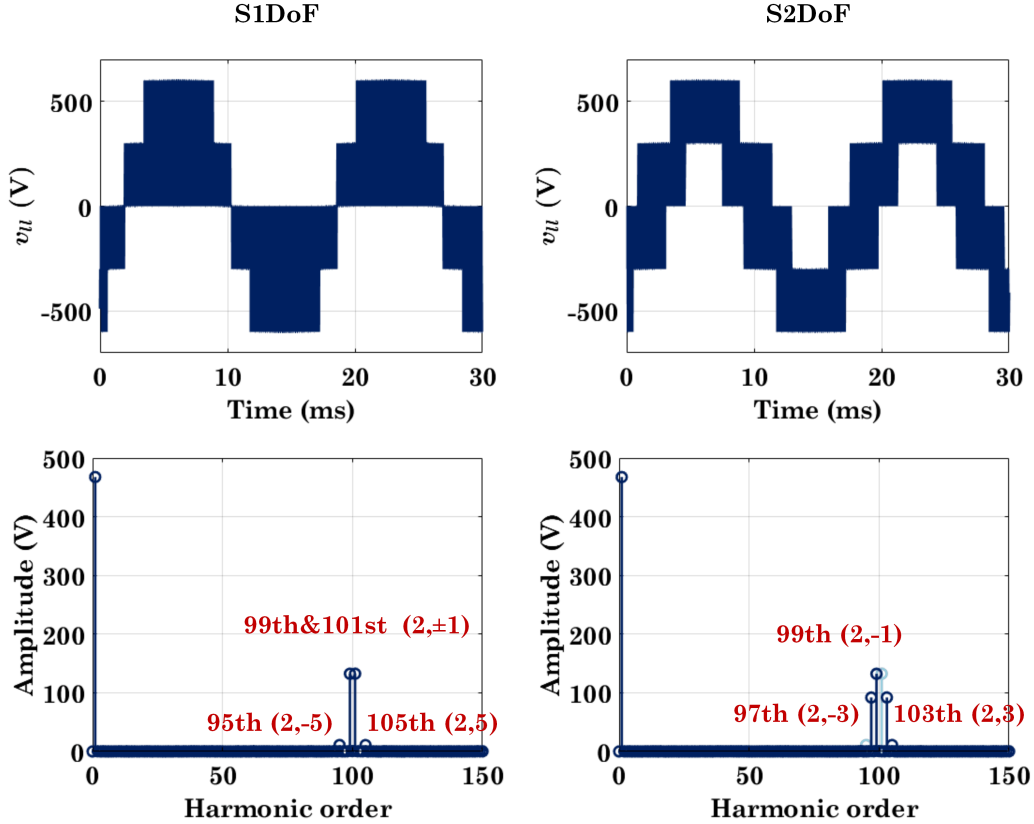 S1DoF
S2DoF
500
0
-500
v_ll (V)
0 10 20 30
Time (ms)
500
0
-500
v_ll (V)
0 10 20 30
Time (ms)
500
400
300
200
100
0
Amplitude (V)
99th&101st (2,±1)
95th (2,-5)
105th (2,5)
0 50 100 150
Harmonic order
500
400
300
200
100
0
Amplitude (V)
99th (2,-1)
97th (2,-3)
103th (2,3)
0 50 100 150
Harmonic order